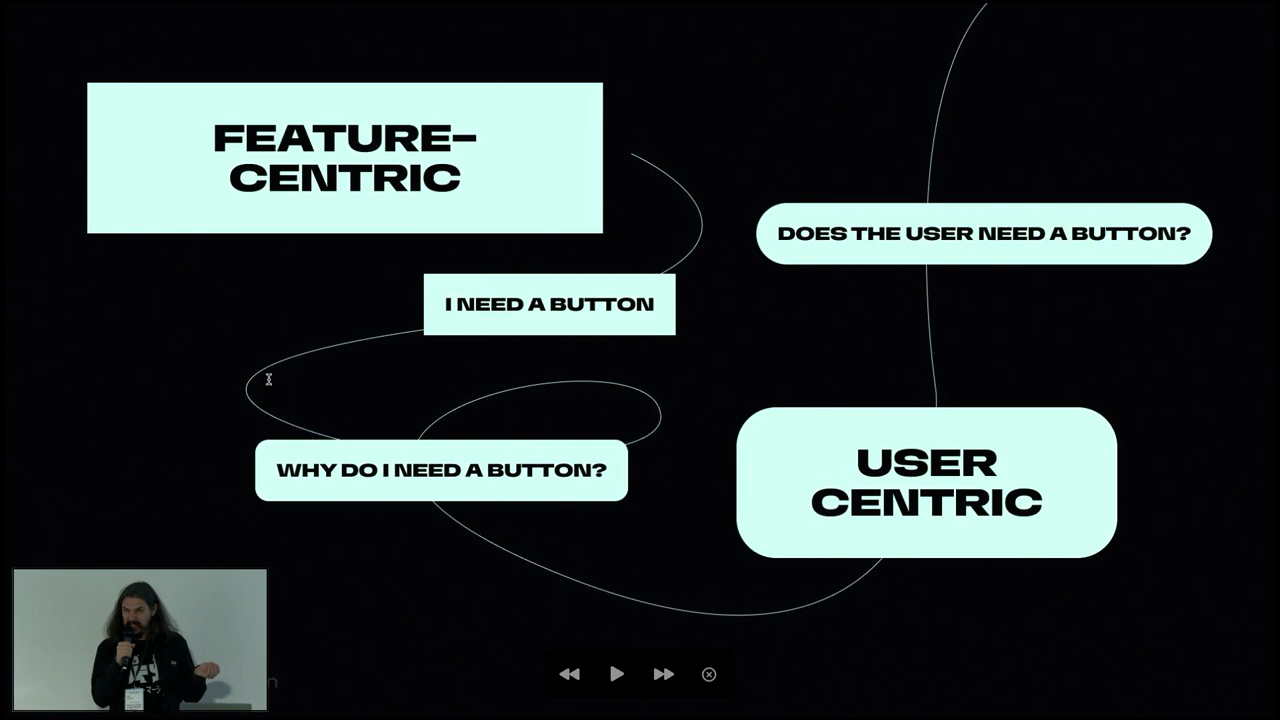 FEATURE-
CENTRIC
I NEED A BUTTON
WHY DO I NEED A BUTTON?
DOES THE USER NEED A BUTTON?
USER
CENTRIC